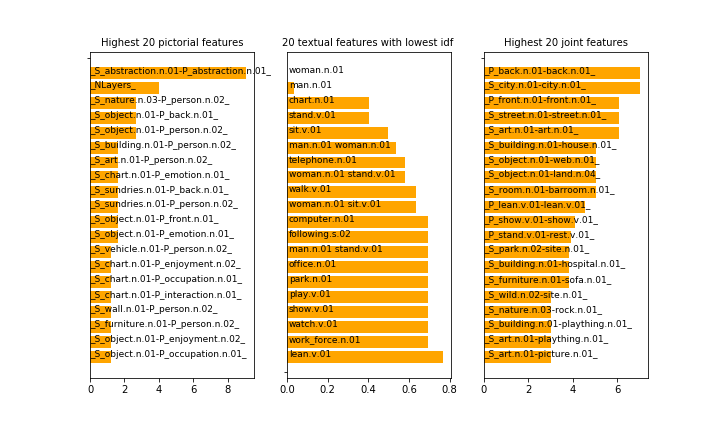 Highest 20 pictorial features
_S_abstraction.n.01-P_abstraction.n.01_
_NLayers_
_S_nature.n.03-P_person.n.02_
_S_object.n.01-P_back.n.01_
_S_object.n.01-P_person.n.02_
_S_building.n.01-P_person.n.02_
_S_art.n.01-P_person.n.02_
_S_chart.n.01-P_emotion.n.01_
_S_sundries.n.01-P_back.n.01_
_S_sundries.n.01-P_person.n.02_
_S_object.n.01-P_front.n.01_
_S_object.n.01-P_emotion.n.01_
_S_vehicle.n.01-P_person.n.02_
_S_chart.n.01-P_enjoyment.n.02_
_S_chart.n.01-P_occupation.n.01_
_S_chart.n.01-P_interaction.n.01_
_S_wall.n.01-P_person.n.02_
_S_furniture.n.01-P_person.n.02_
_S_object.n.01-P_enjoyment.n.02_
_S_object.n.01-P_occupation.n.01_
0 2 4 6 8
20 textual features with lowest idf
woman.n.01
man.n.01
chart.n.01
stand.v.01
sit.v.01
man.n.01 woman.n.01
telephone.n.01
woman.n.01 stand.v.01
walk.v.01
woman.n.01 sit.v.01
computer.n.01
following.s.02
man.n.01 stand.v.01
office.n.01
park.n.01
play.v.01
show.v.01
watch.v.01
work_force.n.01
lean.v.01
0.0 0.2 0.4 0.6 0.8
Highest 20 joint features
_P_back.n.01-back.n.01_
_S_city.n.01-city.n.01_
_P_front.n.01-front.n.01_
_S_street.n.01-street.n.01_
_S_art.n.01-art.n.01_
_S_building.n.01-house.n.01_
_S_object.n.01-web.n.01_
_S_object.n.01-land.n.04_
_S_room.n.01-barroom.n.01_
_P_lean.v.01-lean.v.01_
_P_show.v.01-show.v.01_
_P_stand.v.01-rest.v.01_
_S_park.n.02-site.n.01_
_S_building.n.01-hospital.n.01_
_S_furniture.n.01-sofa.n.01_
_S_wild.n.02-site.n.01_
_S_nature.n.03-rock.n.01_
_S_building.n.01-plaything.n.01_
_S_art.n.01-plaything.n.01_
_S_art.n.01-picture.n.01_
0 2 4 6